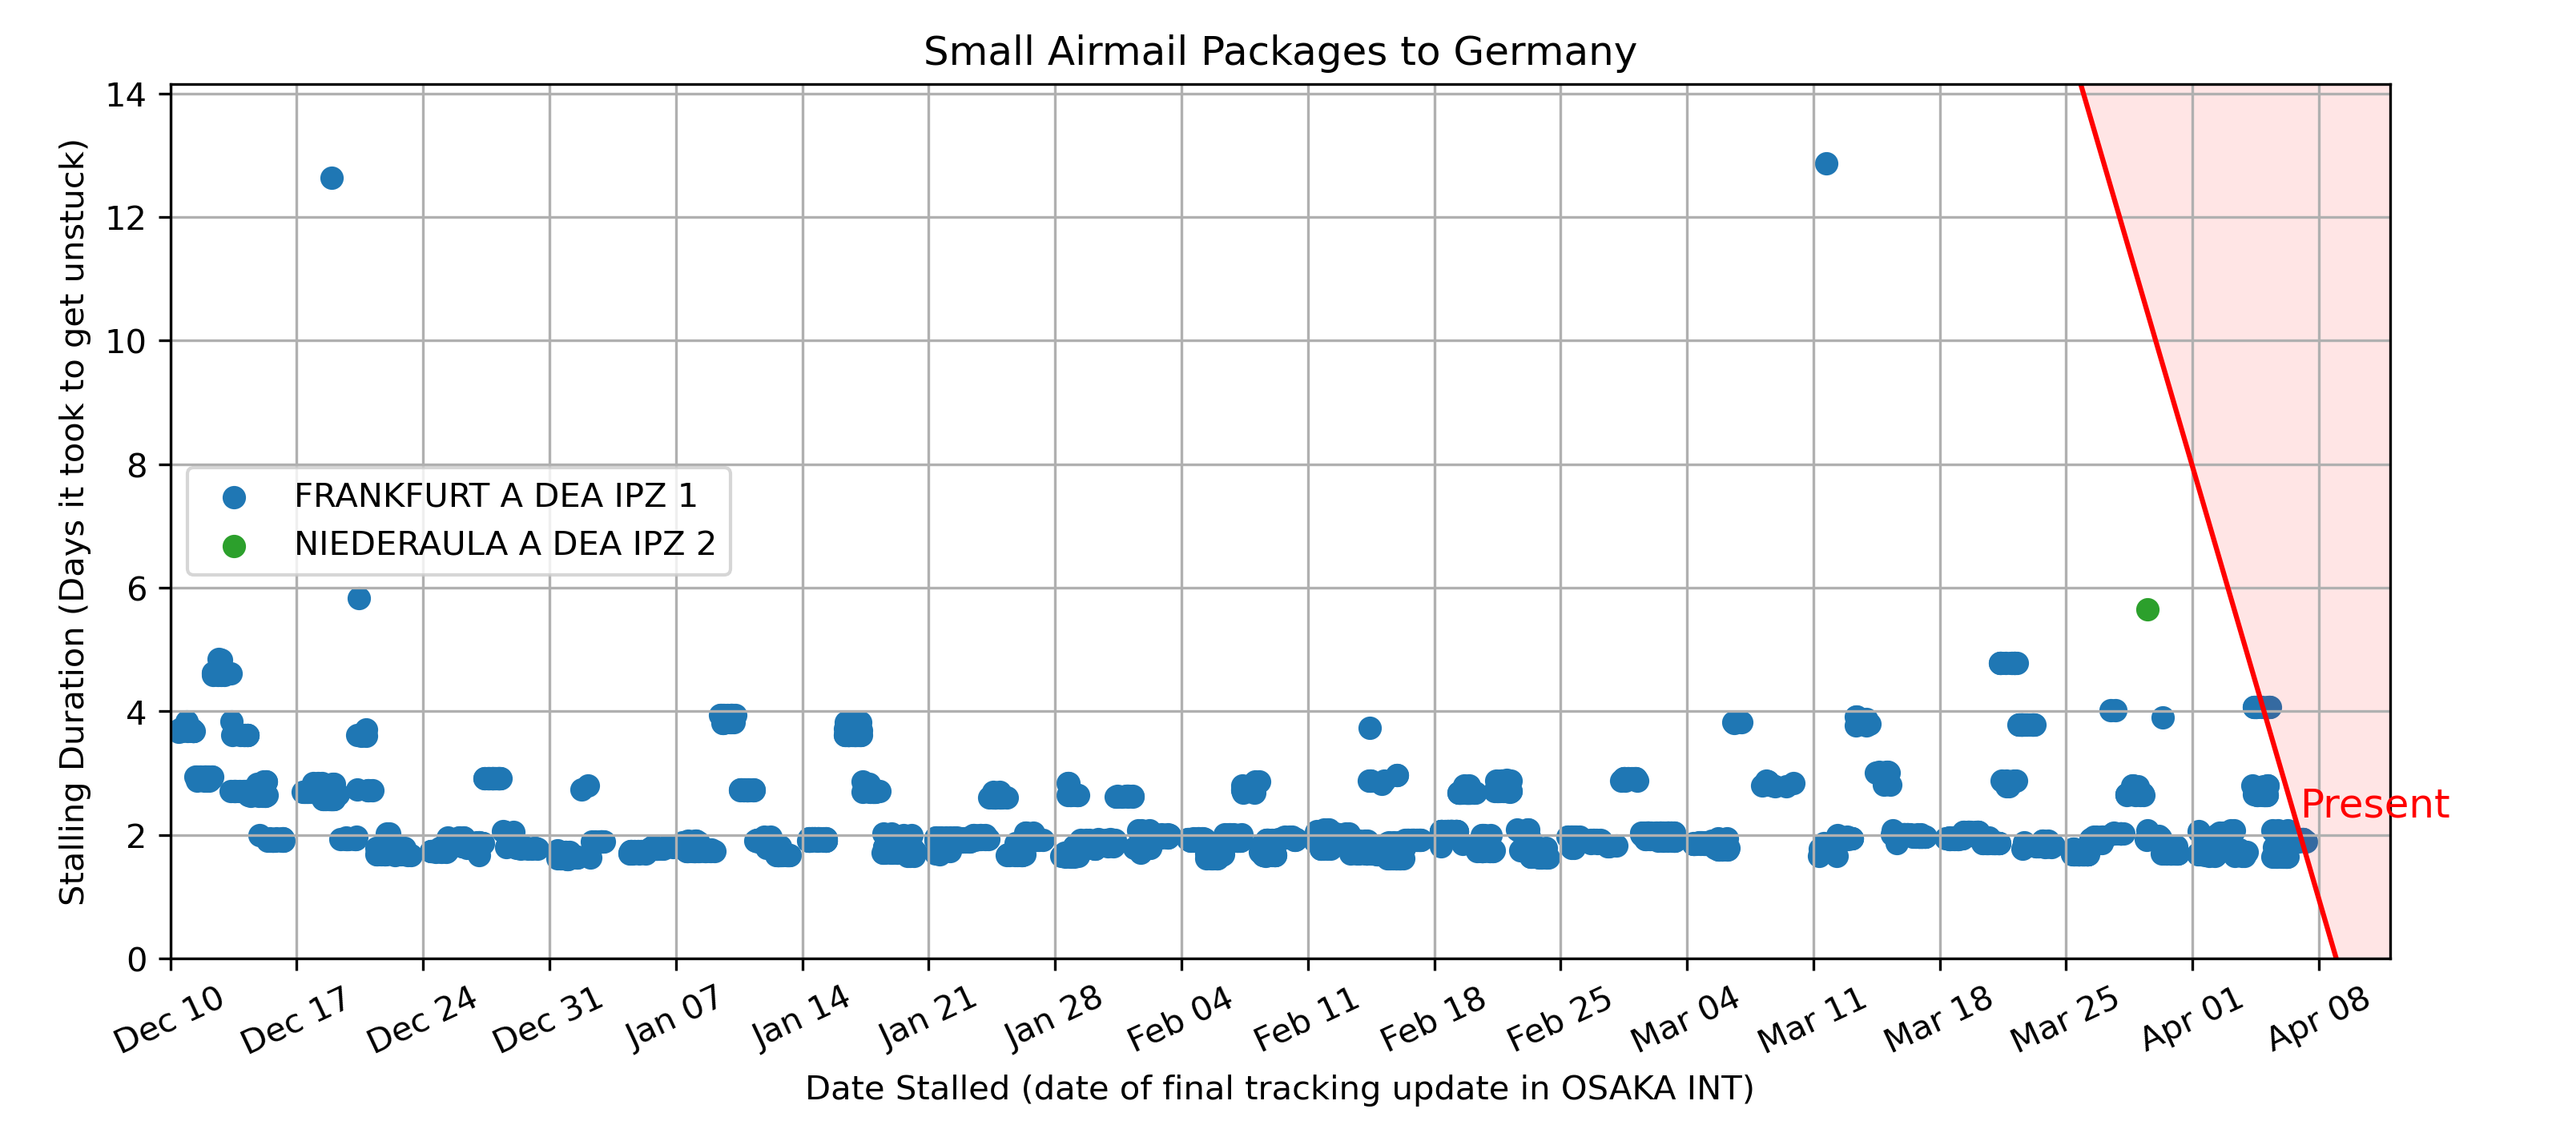 Small Airmail Packages to Germany
Stalling Duration (Days it took to get unstuck)
14
12
10
8
6
4
2
0
FRANKFURT A DEA IPZ 1
NIEDERAULA A DEA IPZ 2
Present
Dec 10
Dec 17
Dec 24
Dec 31
Jan 07
Jan 14
Jan 21
Jan 28
Feb 04
Feb 11
Feb 18
Feb 25
Mar 04
Mar 11
Mar 18
Mar 25
Apr 01
Apr 08
Date Stalled (date of final tracking update in OSAKA INT)